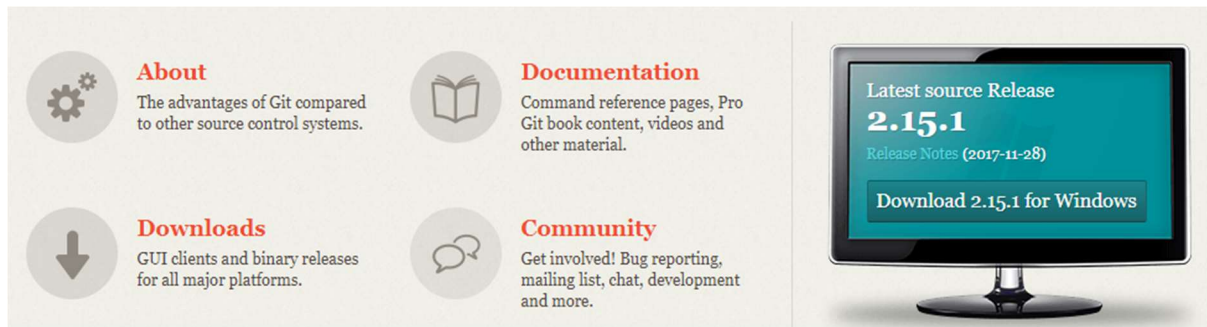 About
The advantages of Git compared
to other source control systems.
Documentation
Command reference pages, Pro
Git book content, videos and
other material.
Downloads
GUI clients and binary releases
for all major platforms.
Community
Get involved! Bug reporting,
mailing list, chat, development
and more.
Latest source Release
2.15.1
Release Notes (2017-11-28)
Download 2.15.1 for Windows